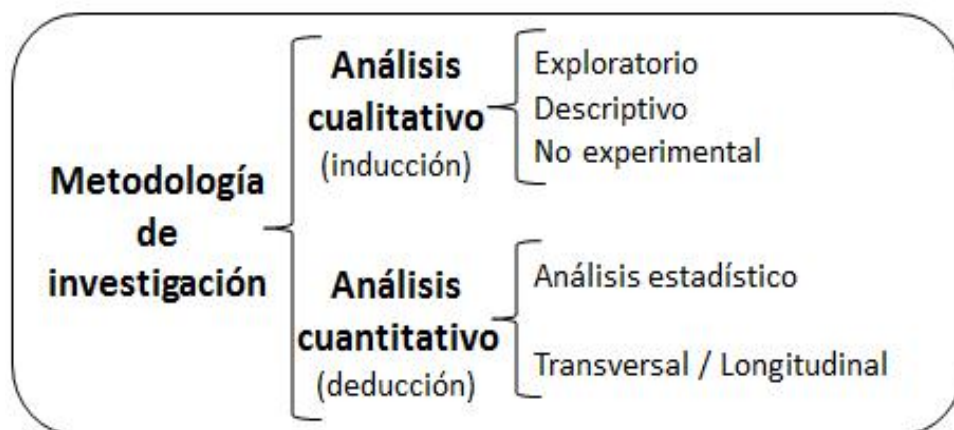 Metodología
de
investigación
Análisis
cualitativo
(inducción)
Exploratorio
Descriptivo
No experimental
Análisis
cuantitativo
(deducción)
Análisis estadístico
Transversal / Longitudinal